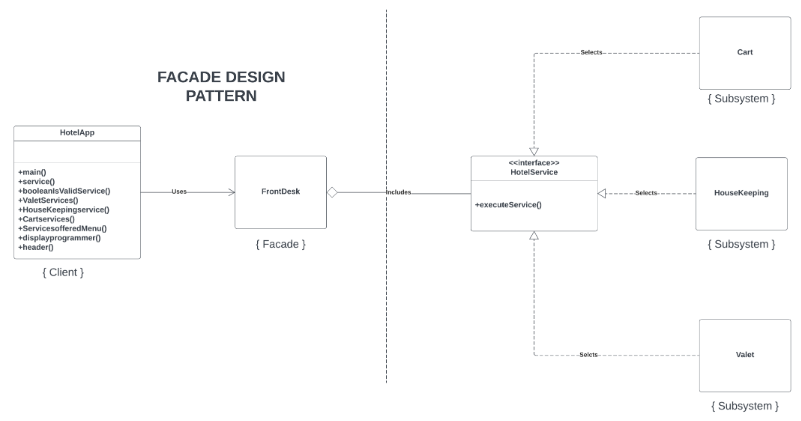 FACADE DESIGN
PATTERN
HotelApp
+main()
+service()
+booleanIsValidService()
+ValetServices()
+HouseKeepingservice()
+Cartservices()
+ServicesofferedMenu()
+displayprogrammer()
+header()
{ Client }
Uses
FrontDesk
{ Facade }
Includes
<<interface>>
HotelService
+executeService()
Selects
Cart
{ Subsystem }
Selects
HouseKeeping
{ Subsystem }
Selcts
Valet
{ Subsystem }